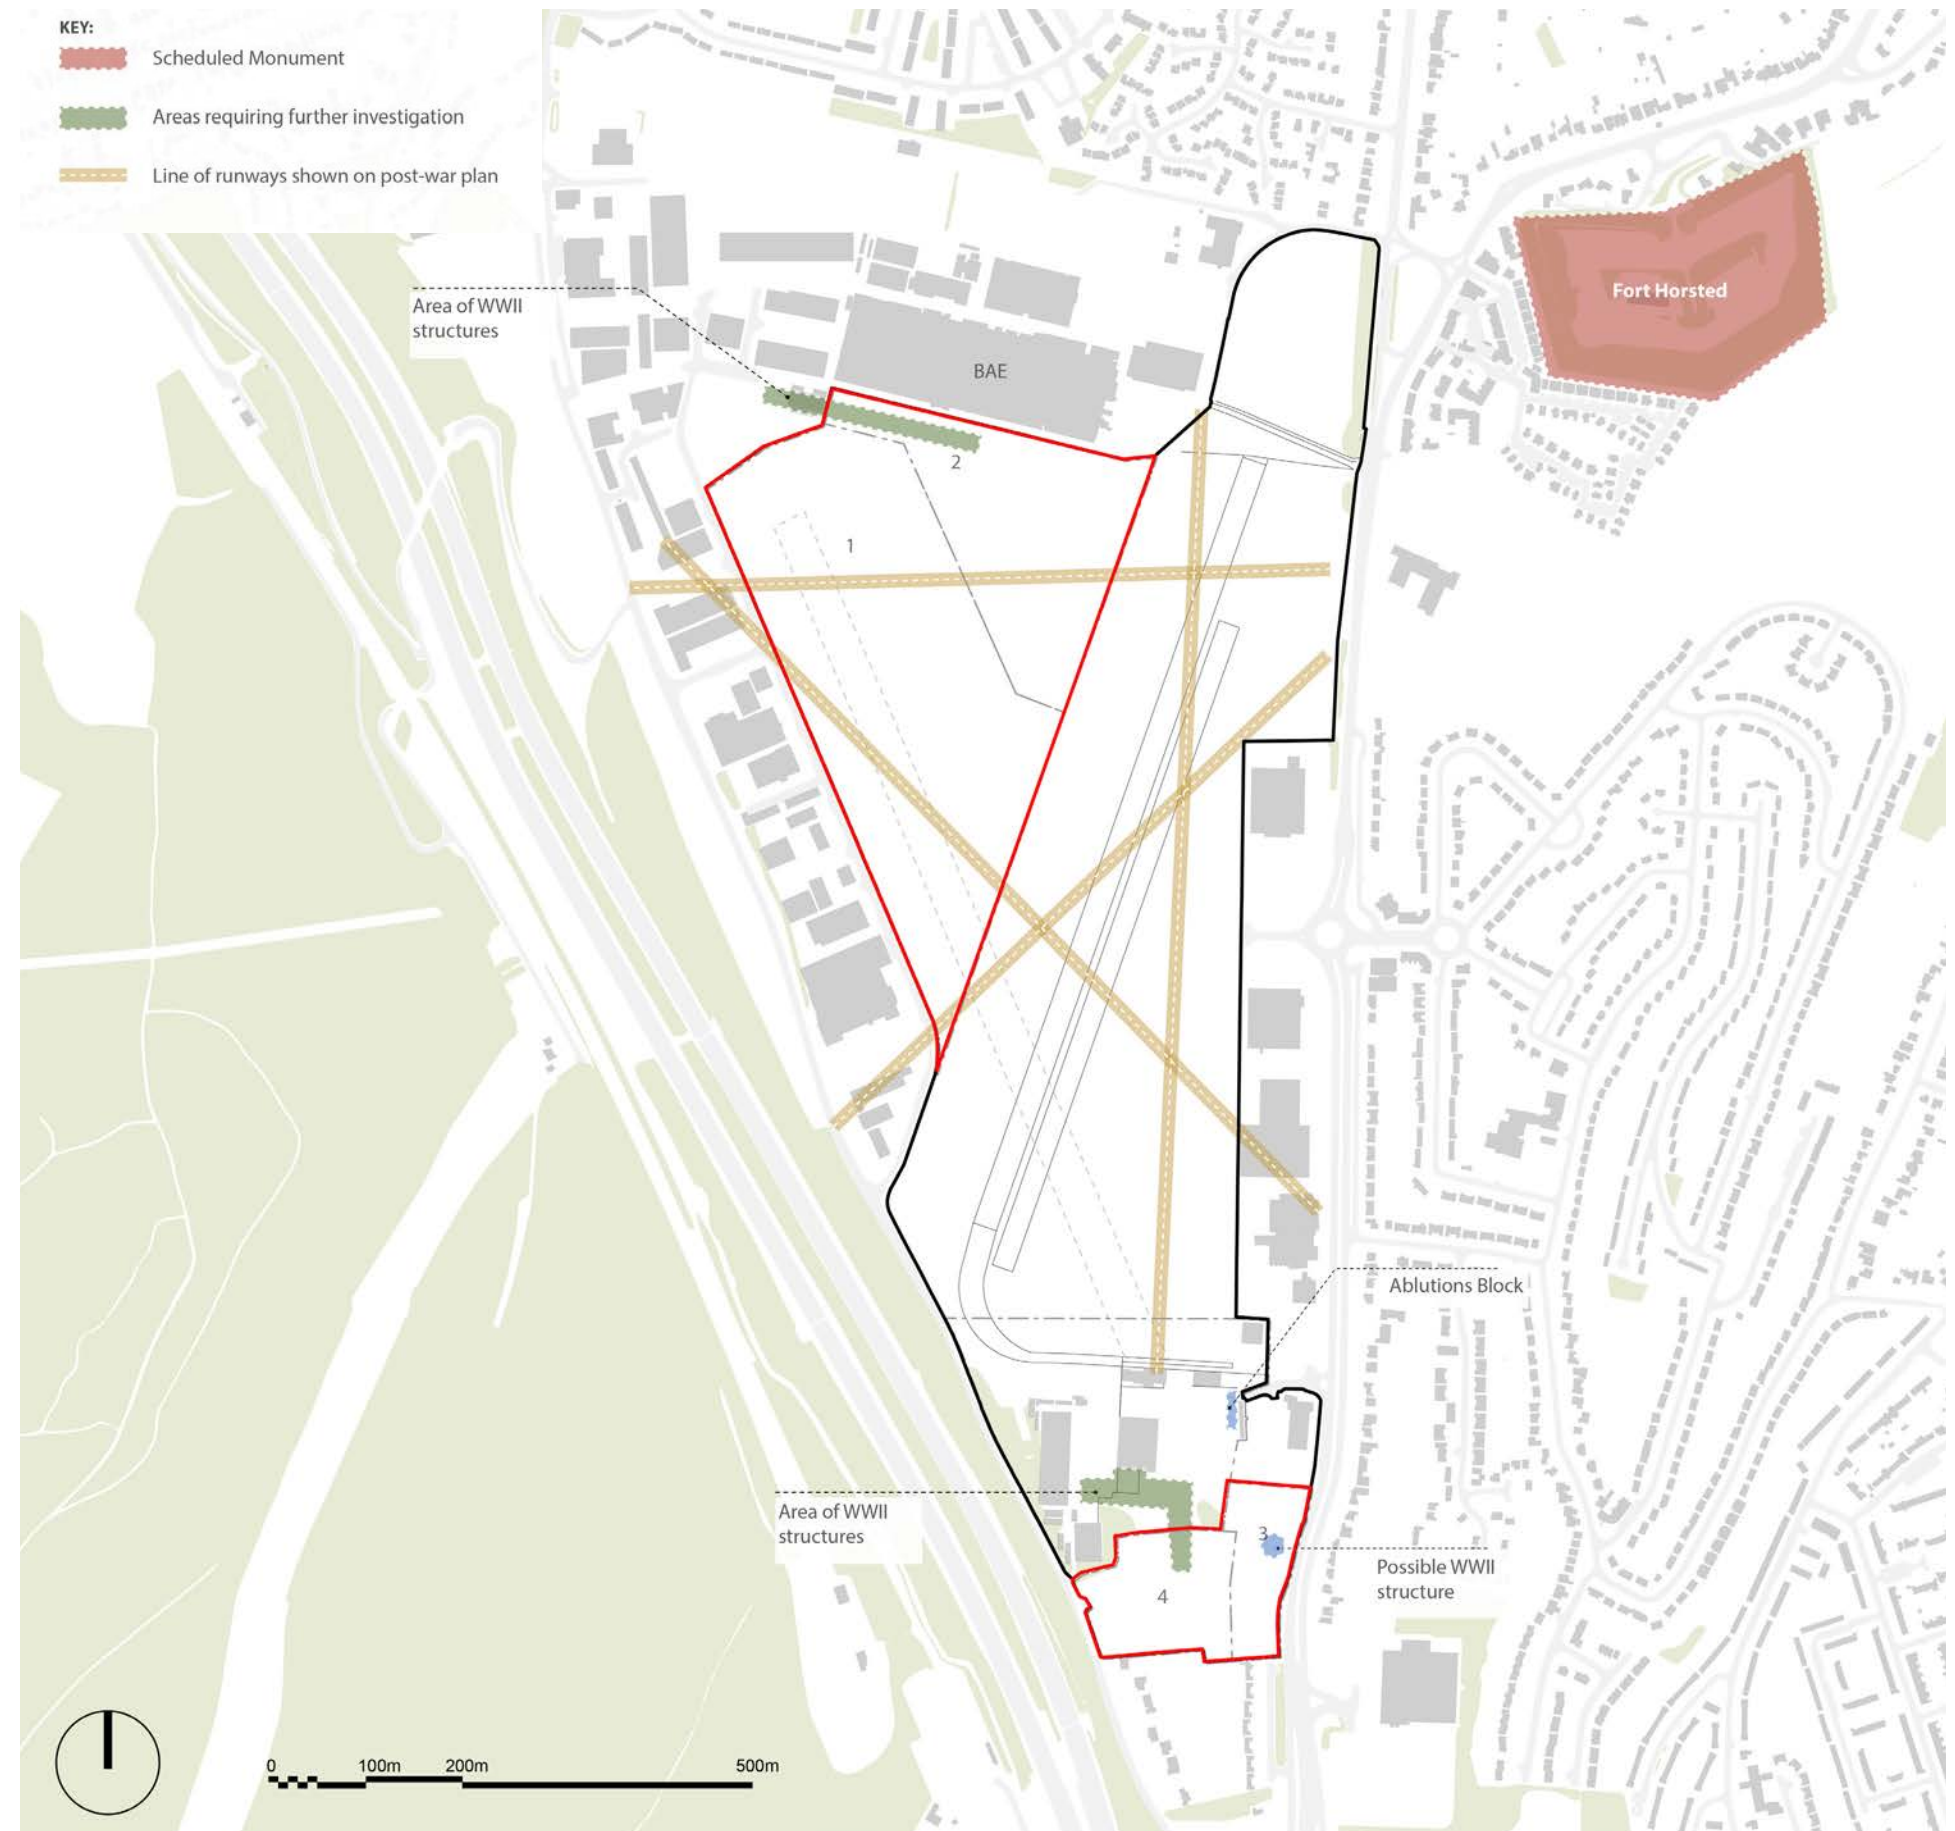 KEY:
Scheduled Monument
Areas requiring further investigation
Line of runways shown on post-war plan
Fort Horsted
Area of WWII
structures
BAE
2
1
Ablutions Block
Area of WWII
structures
3
Possible WWII
structure
4
0 100m 200m 500m